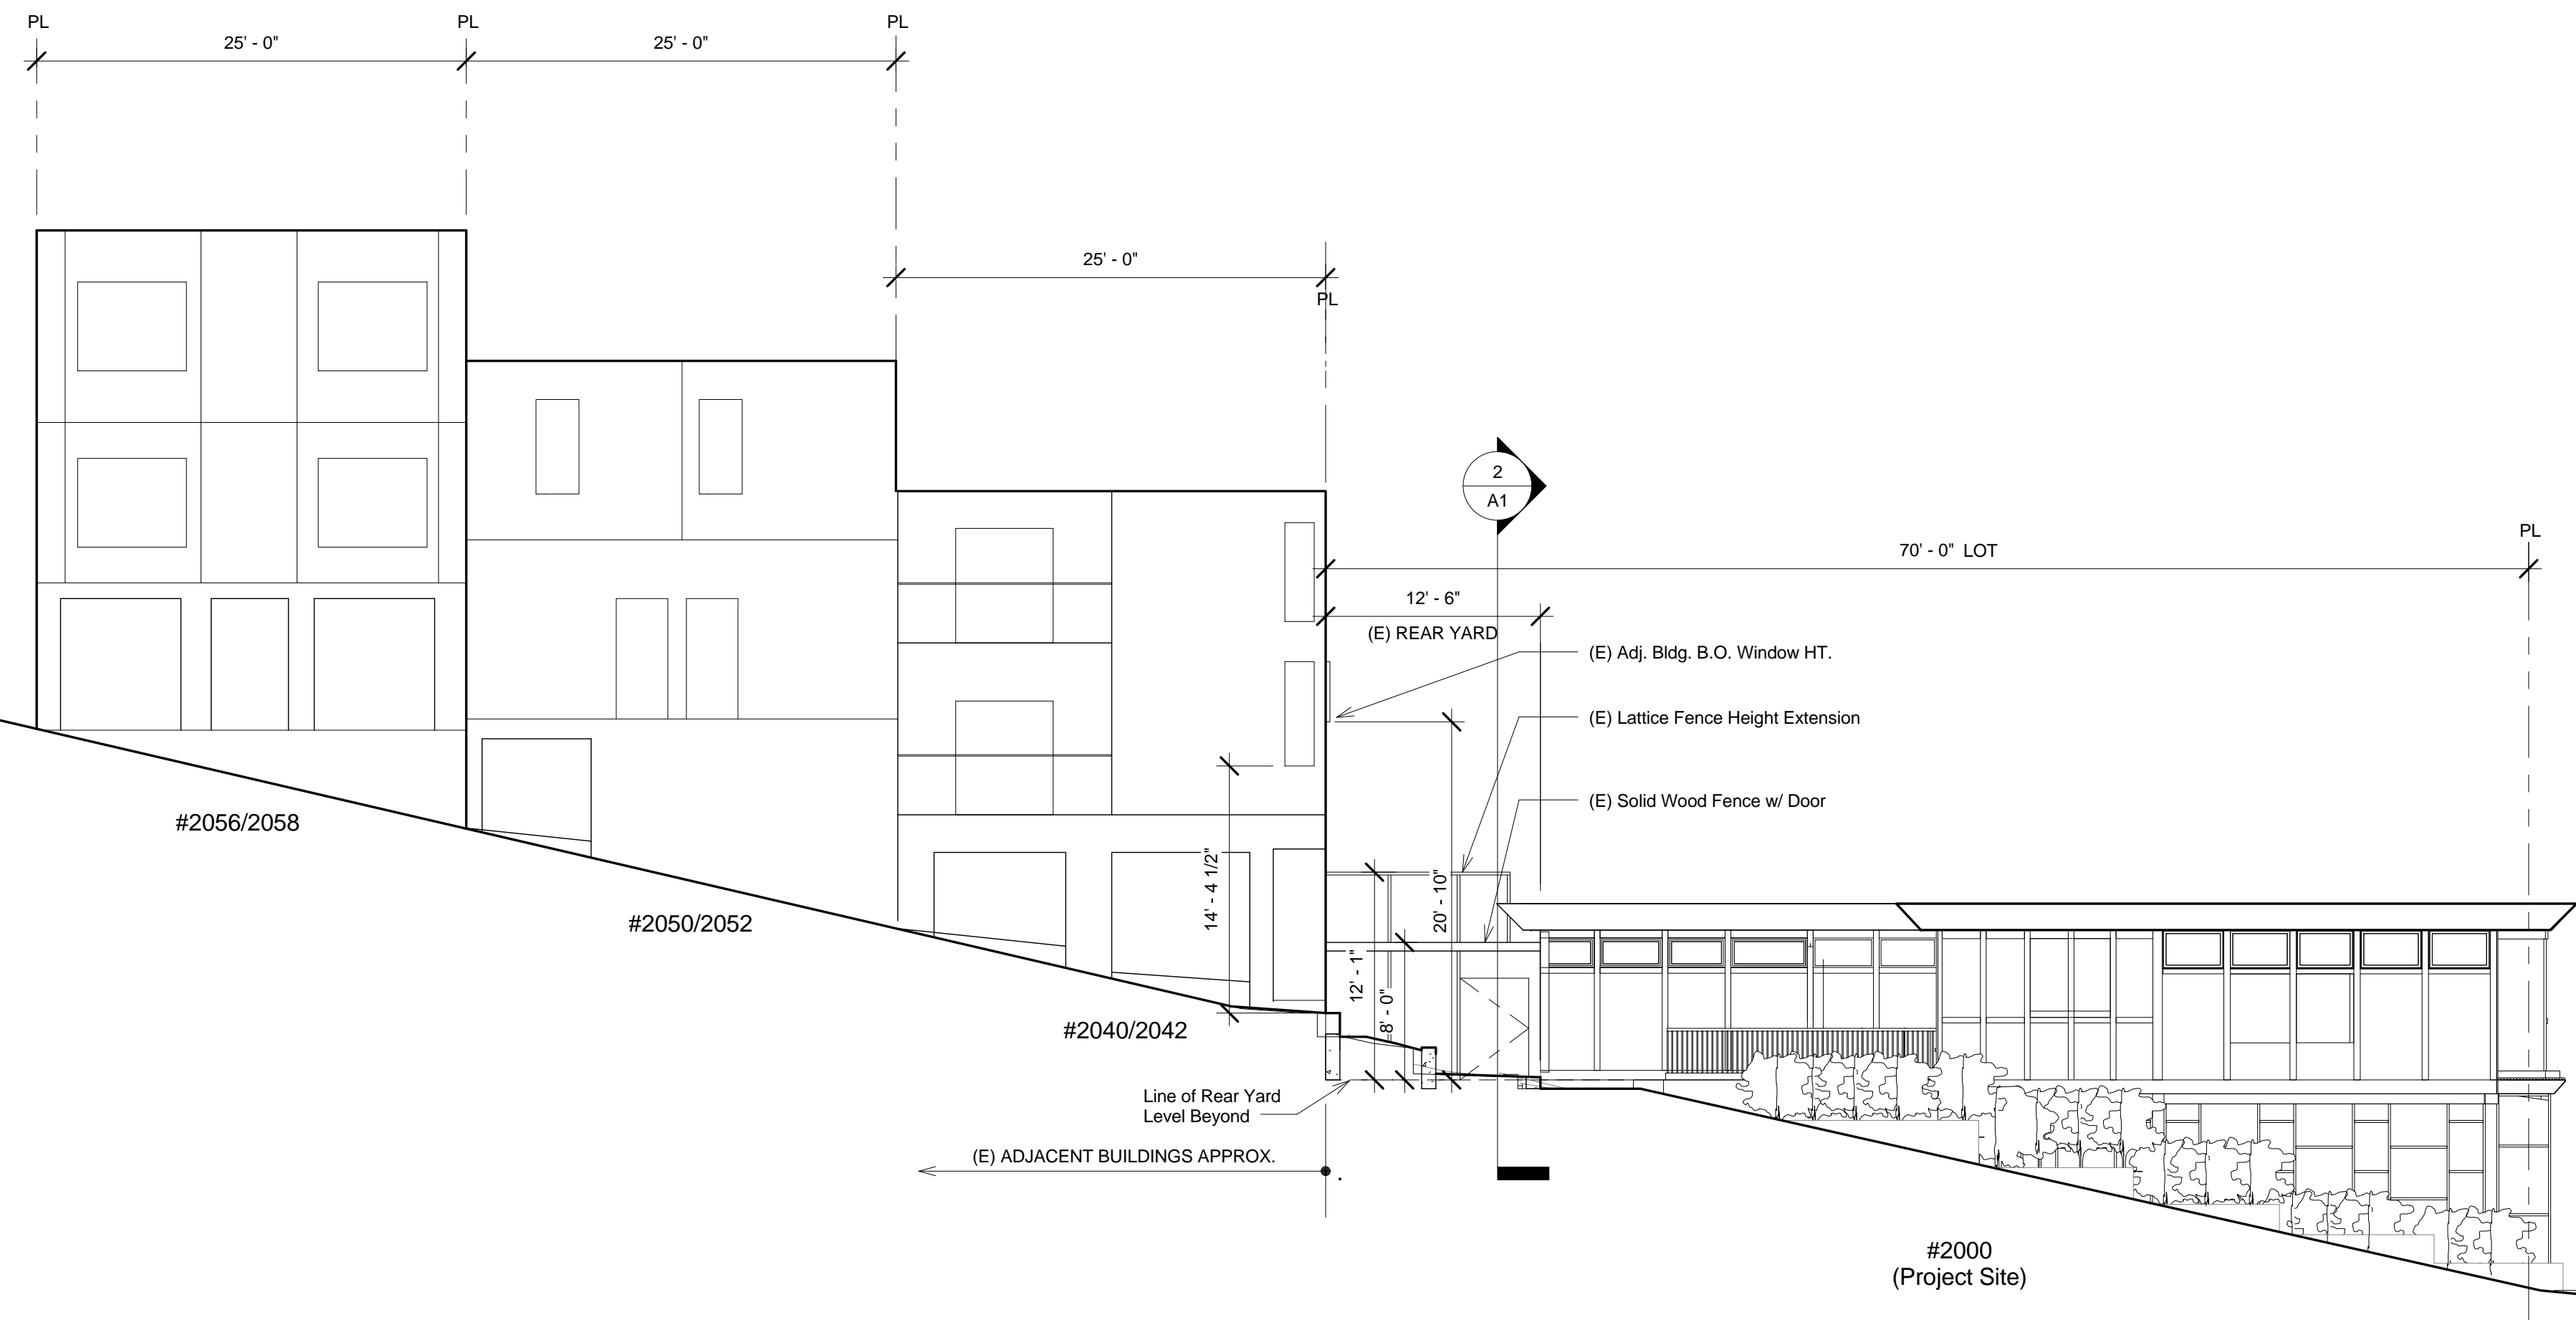 PL
PL
PL
25' - 0"
25' - 0"
25' - 0"
PL
2
A1
PL
70' - 0" LOT
12' - 6"
(E) REAR YARD
(E) Adj. Bldg. B.O. Window HT.
(E) Lattice Fence Height Extension
(E) Solid Wood Fence w/ Door
#2056/2058
#2050/2052
#2040/2042
14' - 4 1/2"
20' - 10"
12' - 1"
8' - 0"
Line of Rear Yard
Level Beyond
(E) ADJACENT BUILDINGS APPROX.
#2000
(Project Site)